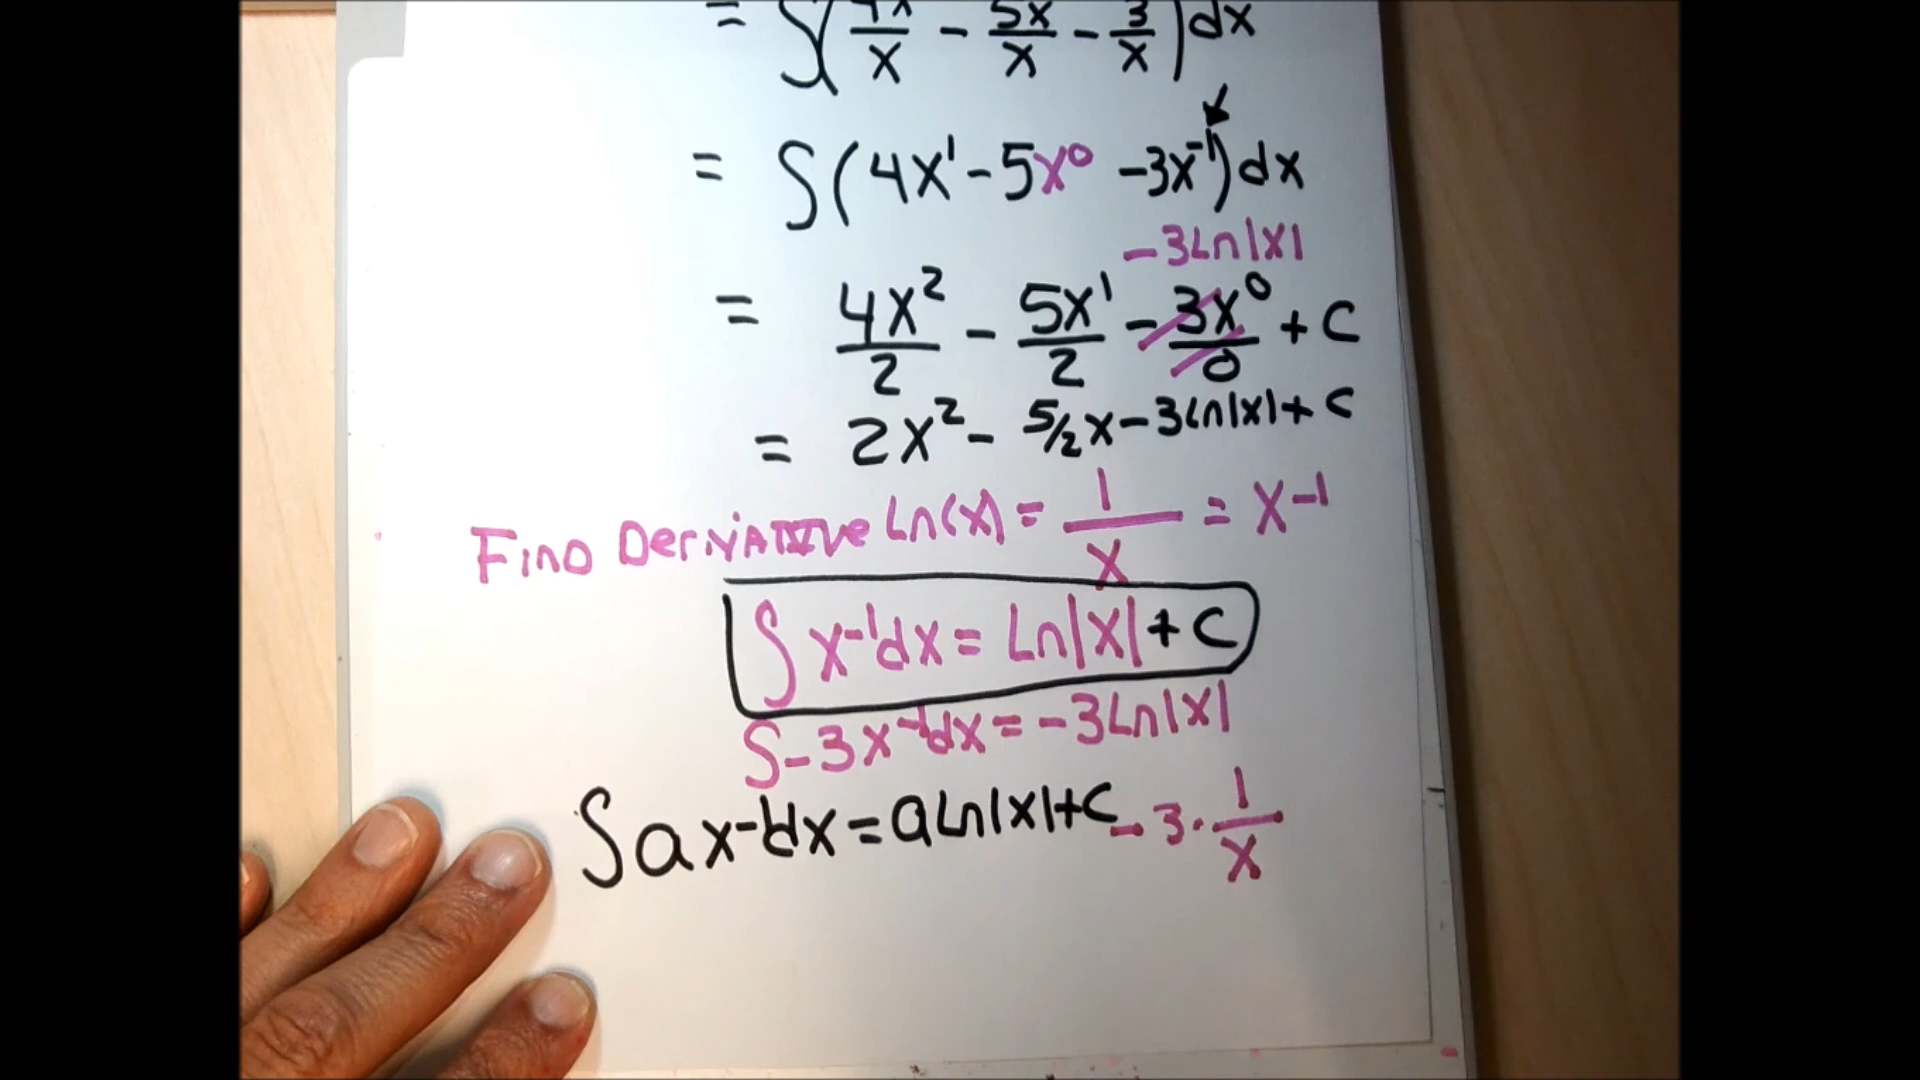 = ∫(4x/x - 5x/x - 3/x)dx
= ∫(4x¹ - 5x⁰ - 3x⁻¹)dx
- 3Ln|x|
= 4x²/2 - 5x¹/2 - 3x⁰/0 + C
= 2x² - 5/2x - 3Ln|x| + C
Find Derivative Ln(x) = 1/x = x⁻¹
∫x⁻¹dx = Ln|x| + C
∫-3x⁻¹dx = -3Ln|x|
∫ax⁻¹dx = aLn|x| + C
-3·1/x